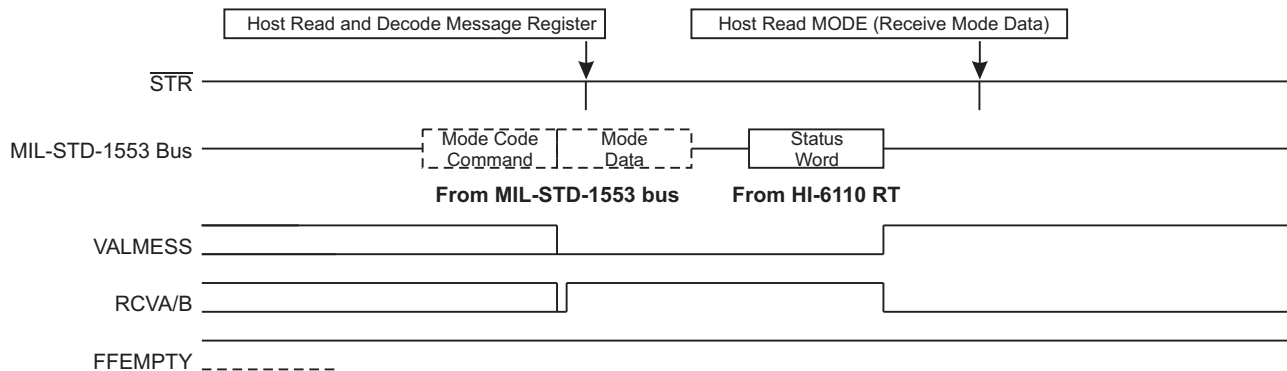 Host Read and Decode Message Register
Host Read MODE (Receive Mode Data)
STR
MIL-STD-1553 Bus
Mode Code
Command
Mode
Data
Status
Word
From MIL-STD-1553 bus
From HI-6110 RT
VALMESS
RCVA/B
FFEMPTY